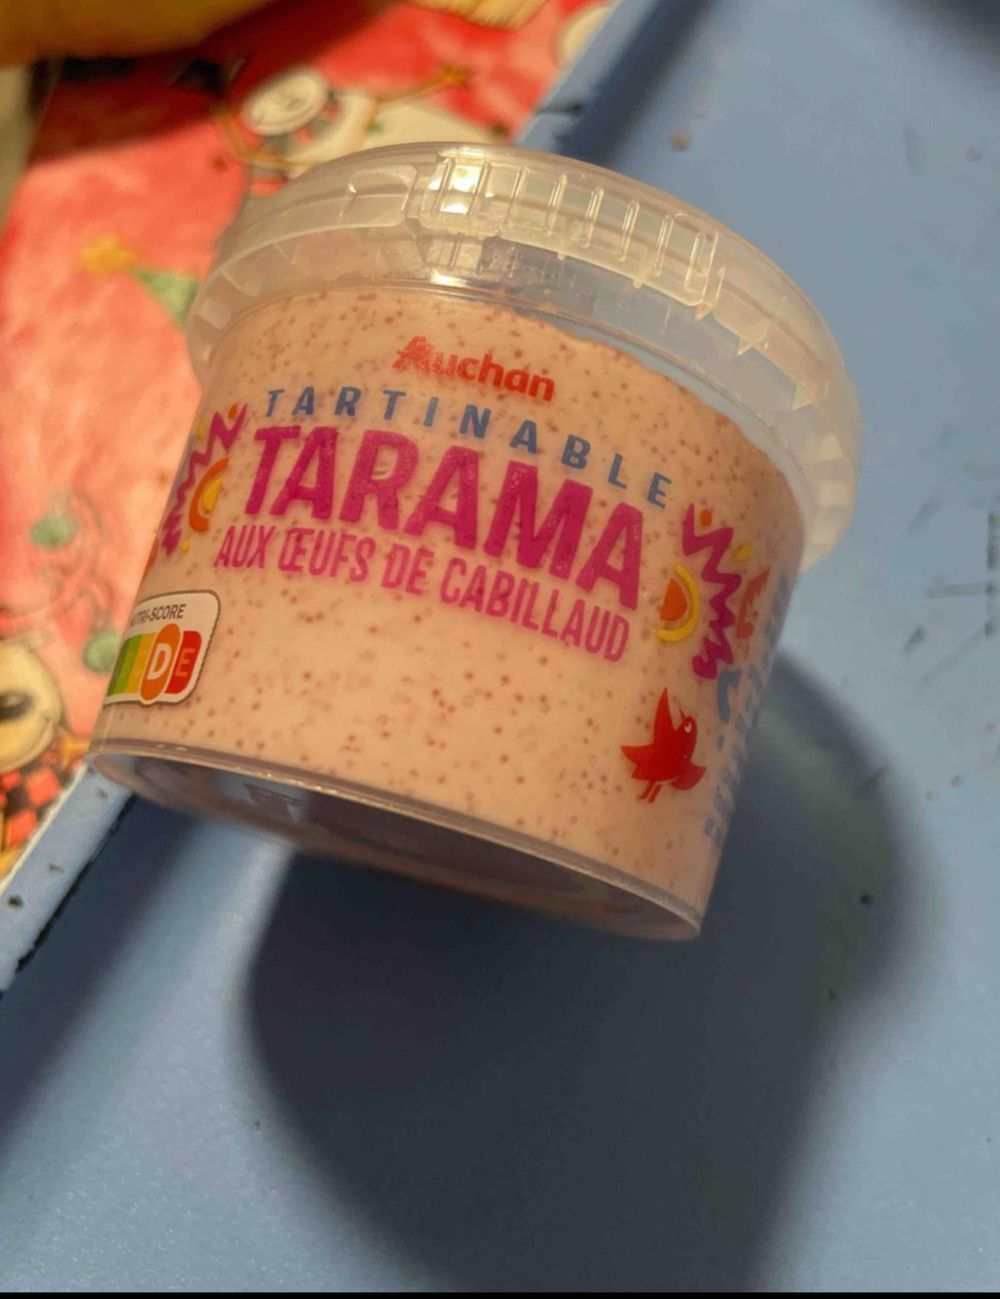 Auchan
TARTINABLE
TARAMA
AUX ŒUFS DE CABILLAUD
NUTRI-SCORE
D E